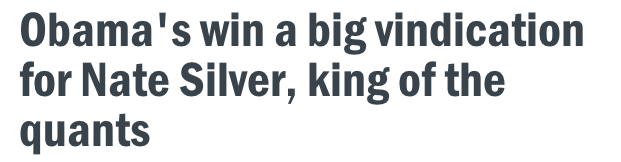 Obama's win a big vindication
for Nate Silver, king of the
quants